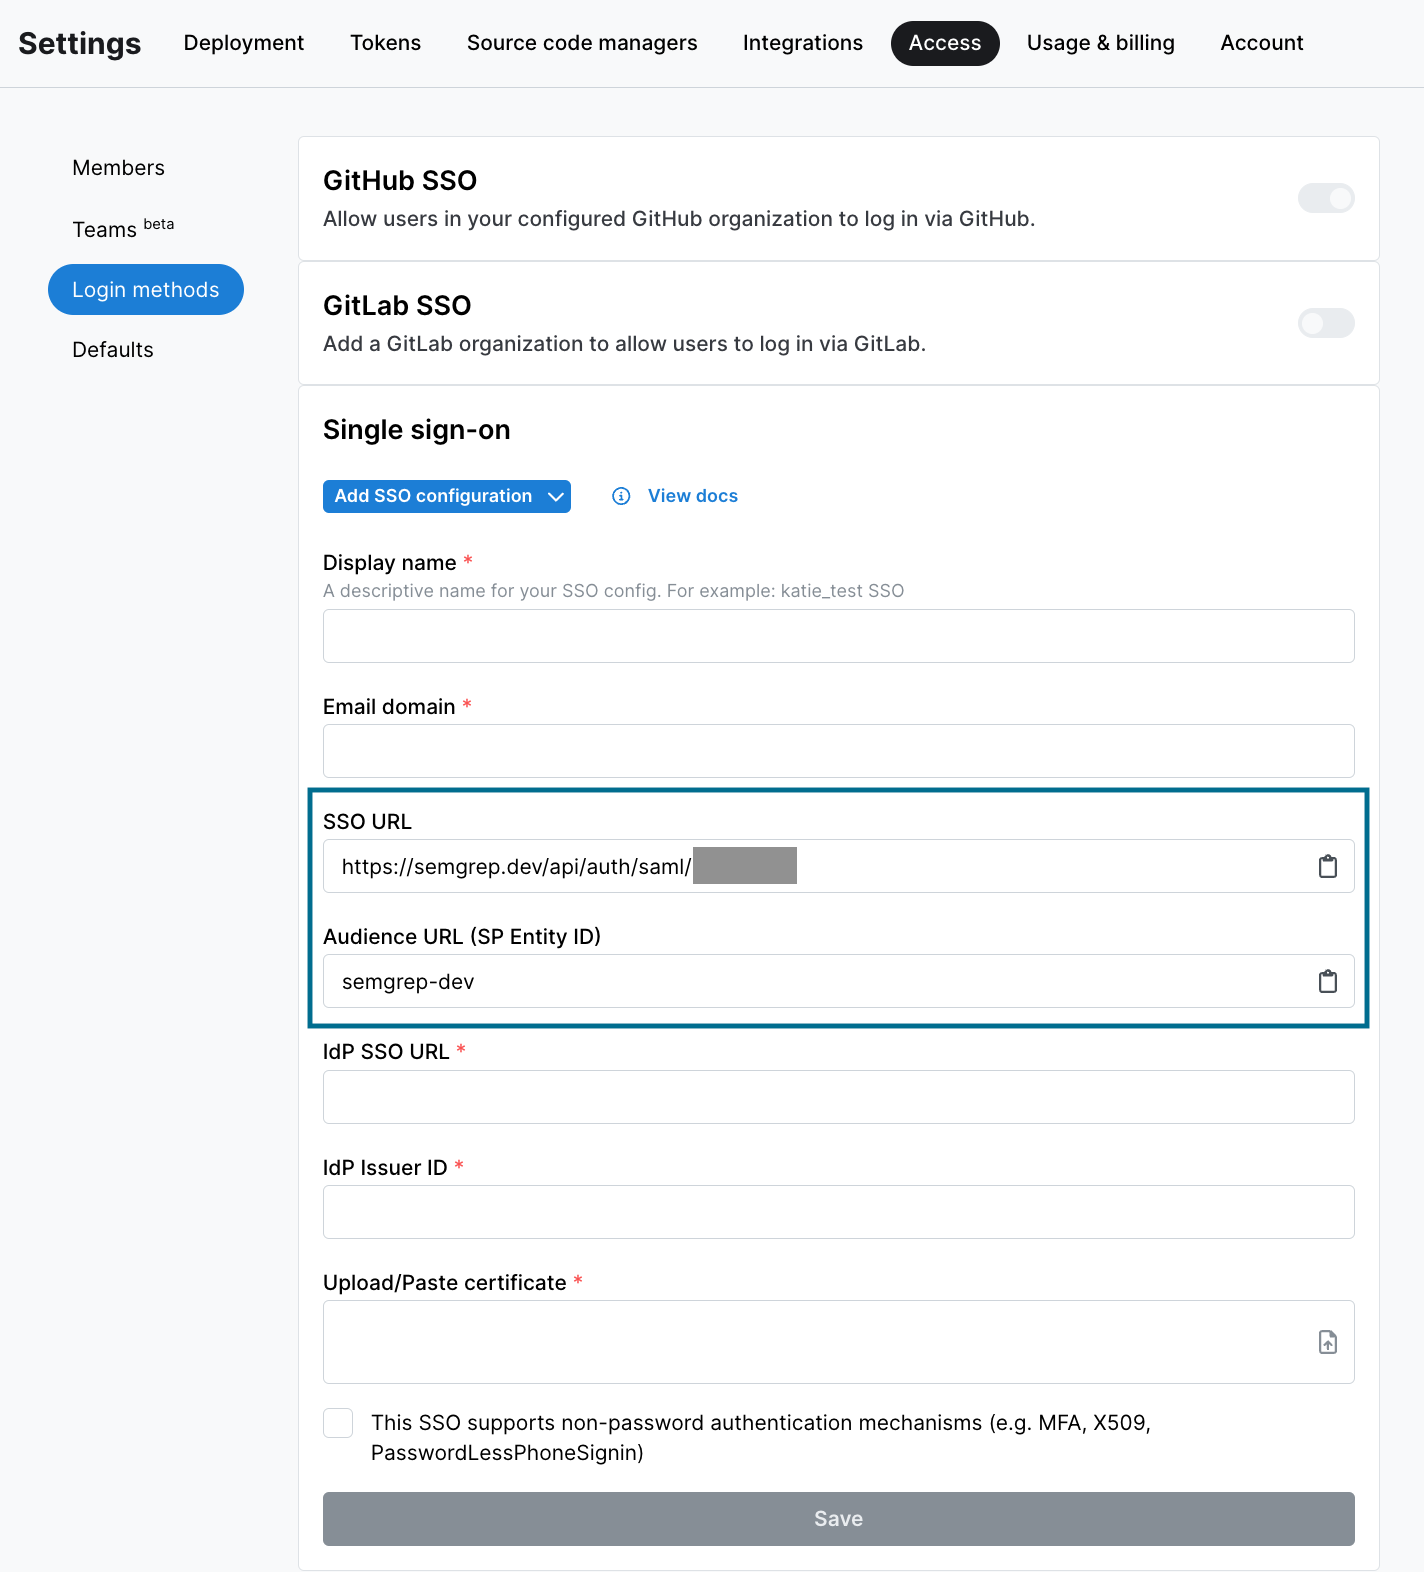 Settings
Deployment
Tokens
Source code managers
Integrations
Access
Usage & billing
Account
Members
Teams beta
Login methods
Defaults
GitHub SSO
Allow users in your configured GitHub organization to log in via GitHub.
GitLab SSO
Add a GitLab organization to allow users to log in via GitLab.
Single sign-on
Add SSO configuration
View docs
Display name *
A descriptive name for your SSO config. For example: katie_test SSO
Email domain *
SSO URL
https://semgrep.dev/api/auth/saml/
Audience URL (SP Entity ID)
semgrep-dev
IdP SSO URL *
IdP Issuer ID *
Upload/Paste certificate *
This SSO supports non-password authentication mechanisms (e.g. MFA, X509,
PasswordLessPhoneSignin)
Save